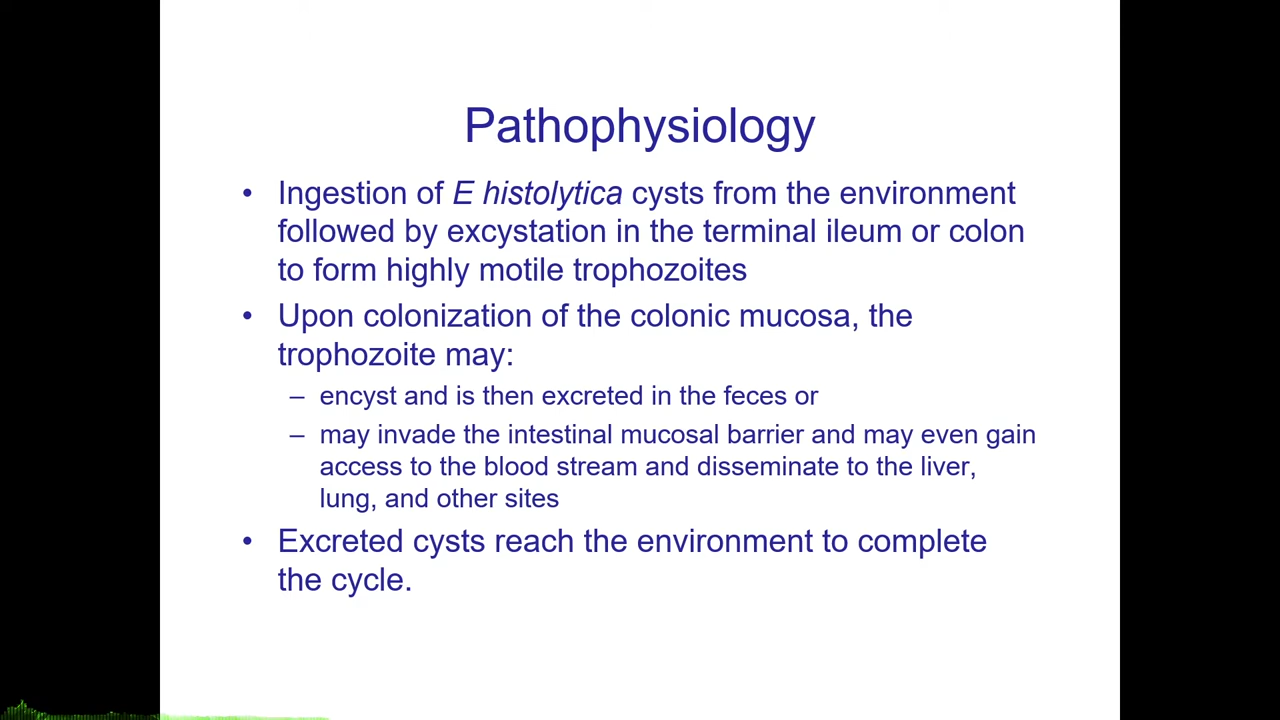 Pathophysiology
• Ingestion of E histolytica cysts from the environment
followed by excystation in the terminal ileum or colon
to form highly motile trophozoites
• Upon colonization of the colonic mucosa, the
trophozoite may:
– encyst and is then excreted in the feces or
– may invade the intestinal mucosal barrier and may even gain
access to the blood stream and disseminate to the liver,
lung, and other sites
• Excreted cysts reach the environment to complete
the cycle.